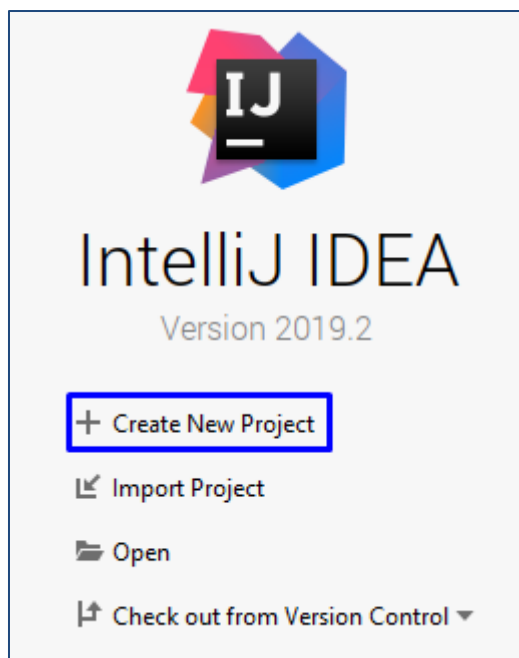 IJ
IntelliJ IDEA
Version 2019.2
Create New Project
Import Project
Open
Check out from Version Control